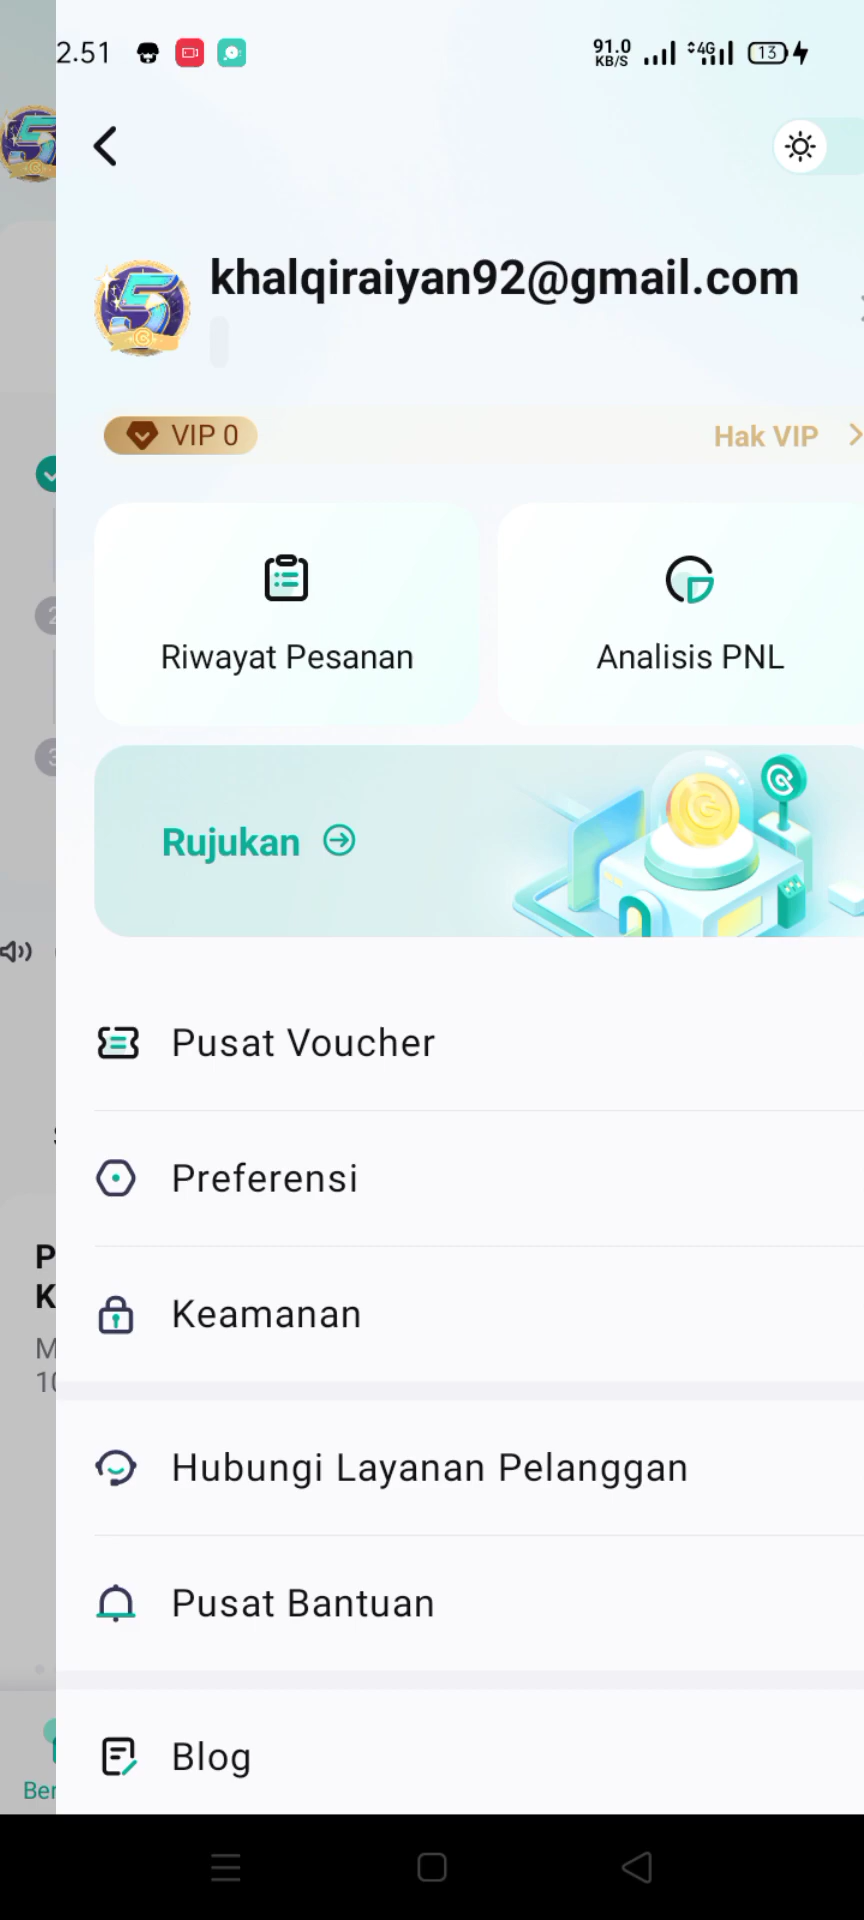 2.51
91.0
KB/S
4G
13
khalqiraiyan92@gmail.com
VIP 0
Hak VIP
Riwayat Pesanan
Analisis PNL
Rujukan
Pusat Voucher
Preferensi
Keamanan
Hubungi Layanan Pelanggan
Pusat Bantuan
Blog